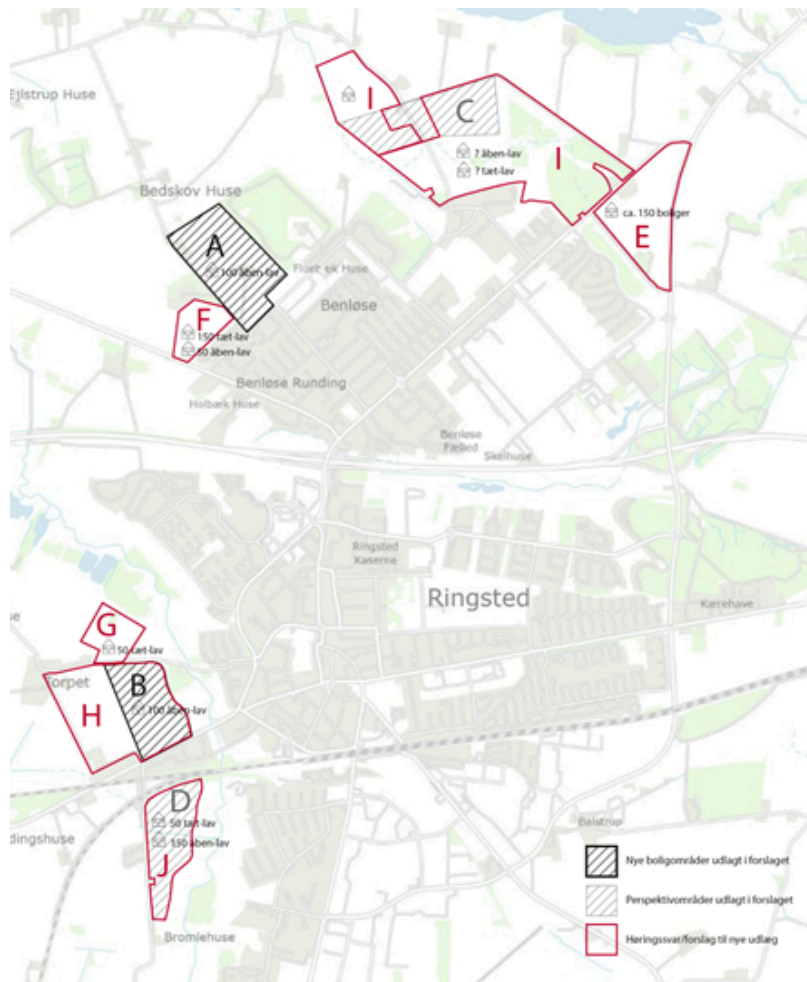 Ejlstrup Huse
I
C
? åben-lav
? tæt-lav
I
Bedskov Huse
ca. 150 boliger
E
A
100 åben-lav
Benløse
F
150 tæt-lav
50 åben-lav
Benløse Runding
Holbæk Huse
Benløse
Fælled
Skelhuse
Ringsted
Kaserne
Ringsted
Kærehave
G
50 tæt-lav
Torpet
B
H
100 åben-lav
D
50 tæt-lav
150 åben-lav
J
dingshuse
Balstrup
Bromlehuse
Nye boligområder udlagt i forslaget
Perspektivområder udlagt i forslaget
Høringssvar/forslag til nye udlæg